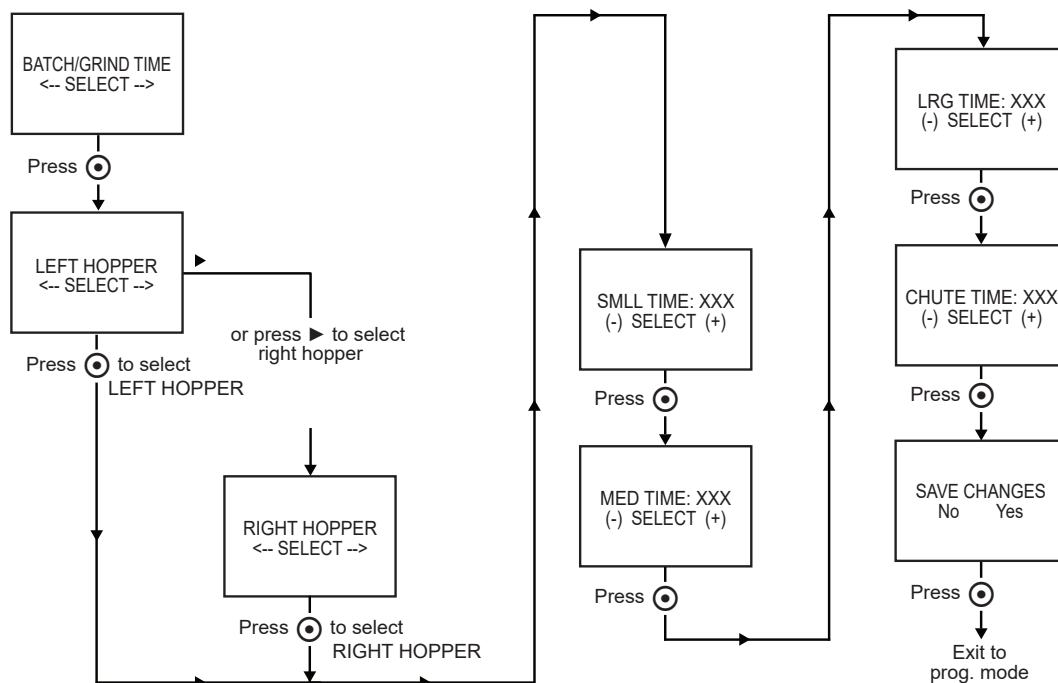 BATCH/GRIND TIME
<-- SELECT -->
Press
LEFT HOPPER
<-- SELECT -->
or press ► to select
right hopper
Press to select
LEFT HOPPER
RIGHT HOPPER
<-- SELECT -->
Press to select
RIGHT HOPPER
SMLL TIME: XXX
(-) SELECT (+)
Press
MED TIME: XXX
(-) SELECT (+)
Press
LRG TIME: XXX
(-) SELECT (+)
Press
CHUTE TIME: XXX
(-) SELECT (+)
Press
SAVE CHANGES
No Yes
Press
Exit to
prog. mode